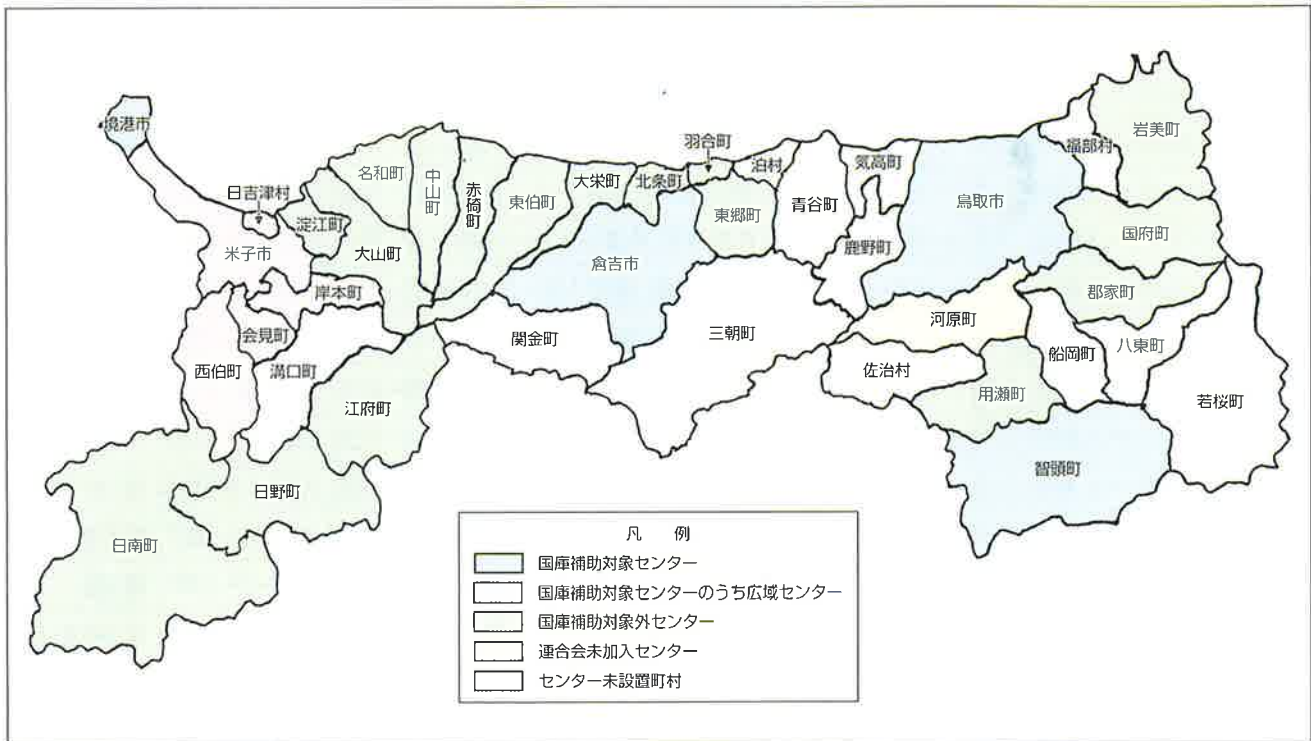 境港市
岩美町
羽合町
福部村
泊村
気高町
名和町
中山町
赤碕町
大栄町
北条町
日吉津村
東伯町
鳥取市
青谷町
東郷町
淀江町
国府町
米子市
大山町
鹿野町
倉吉市
岸本町
郡家町
河原町
会見町
関金町
三朝町
船岡町
八東町
西伯町
溝口町
佐治村
用瀬町
若桜町
江府町
智頭町
日野町
日南町
凡 例
国庫補助対象センター
国庫補助対象センターのうち広域センター
国庫補助対象外センター
連合会未加入センター
センター未設置町村